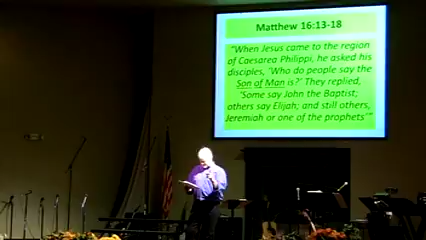 Matthew 16:13-18
“When Jesus came to the region
of Caesarea Philippi, he asked his
disciples, ‘Who do people say the
Son of Man is?’ They replied,
‘Some say John the Baptist;
others say Elijah; and still others,
Jeremiah or one of the prophets’”